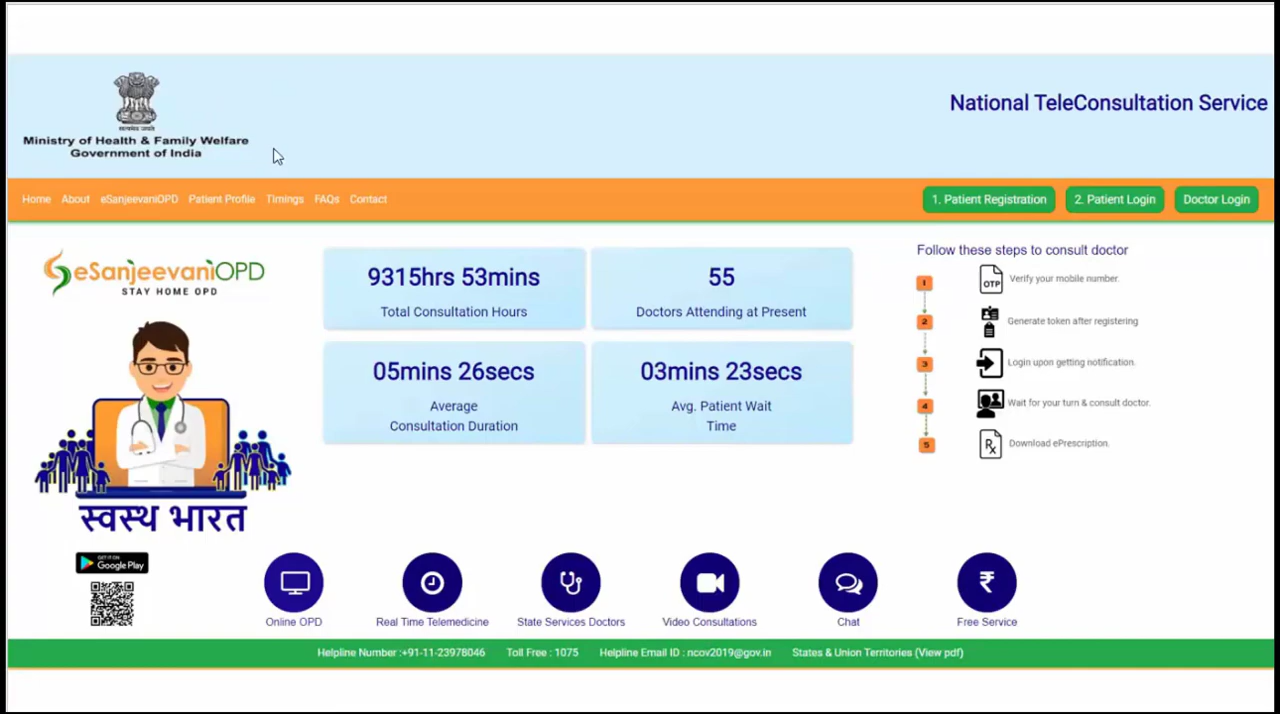 सत्यमेव जयते
Ministry of Health & Family Welfare
Government of India
National TeleConsultation Service
Home About eSanjeevaniOPD Patient Profile Timings FAQs Contact
1. Patient Registration 2. Patient Login Doctor Login
eSanjeevaniOPD
STAY HOME OPD
स्वस्थ भारत
GET IT ON
Google Play
9315hrs 53mins
Total Consultation Hours
55
Doctors Attending at Present
05mins 26secs
Average
Consultation Duration
03mins 23secs
Avg. Patient Wait
Time
Follow these steps to consult doctor
1 OTP Verify your mobile number.
2 Generate token after registering
3 Login upon getting notification.
4 Wait for your turn & consult doctor.
5 Rx Download ePrescription.
Online OPD
Real Time Telemedicine
State Services Doctors
Video Consultations
Chat
₹
Free Service
Helpline Number :+91-11-23978046 Toll Free : 1075 Helpline Email ID : ncov2019@gov.in States & Union Territories (View pdf)